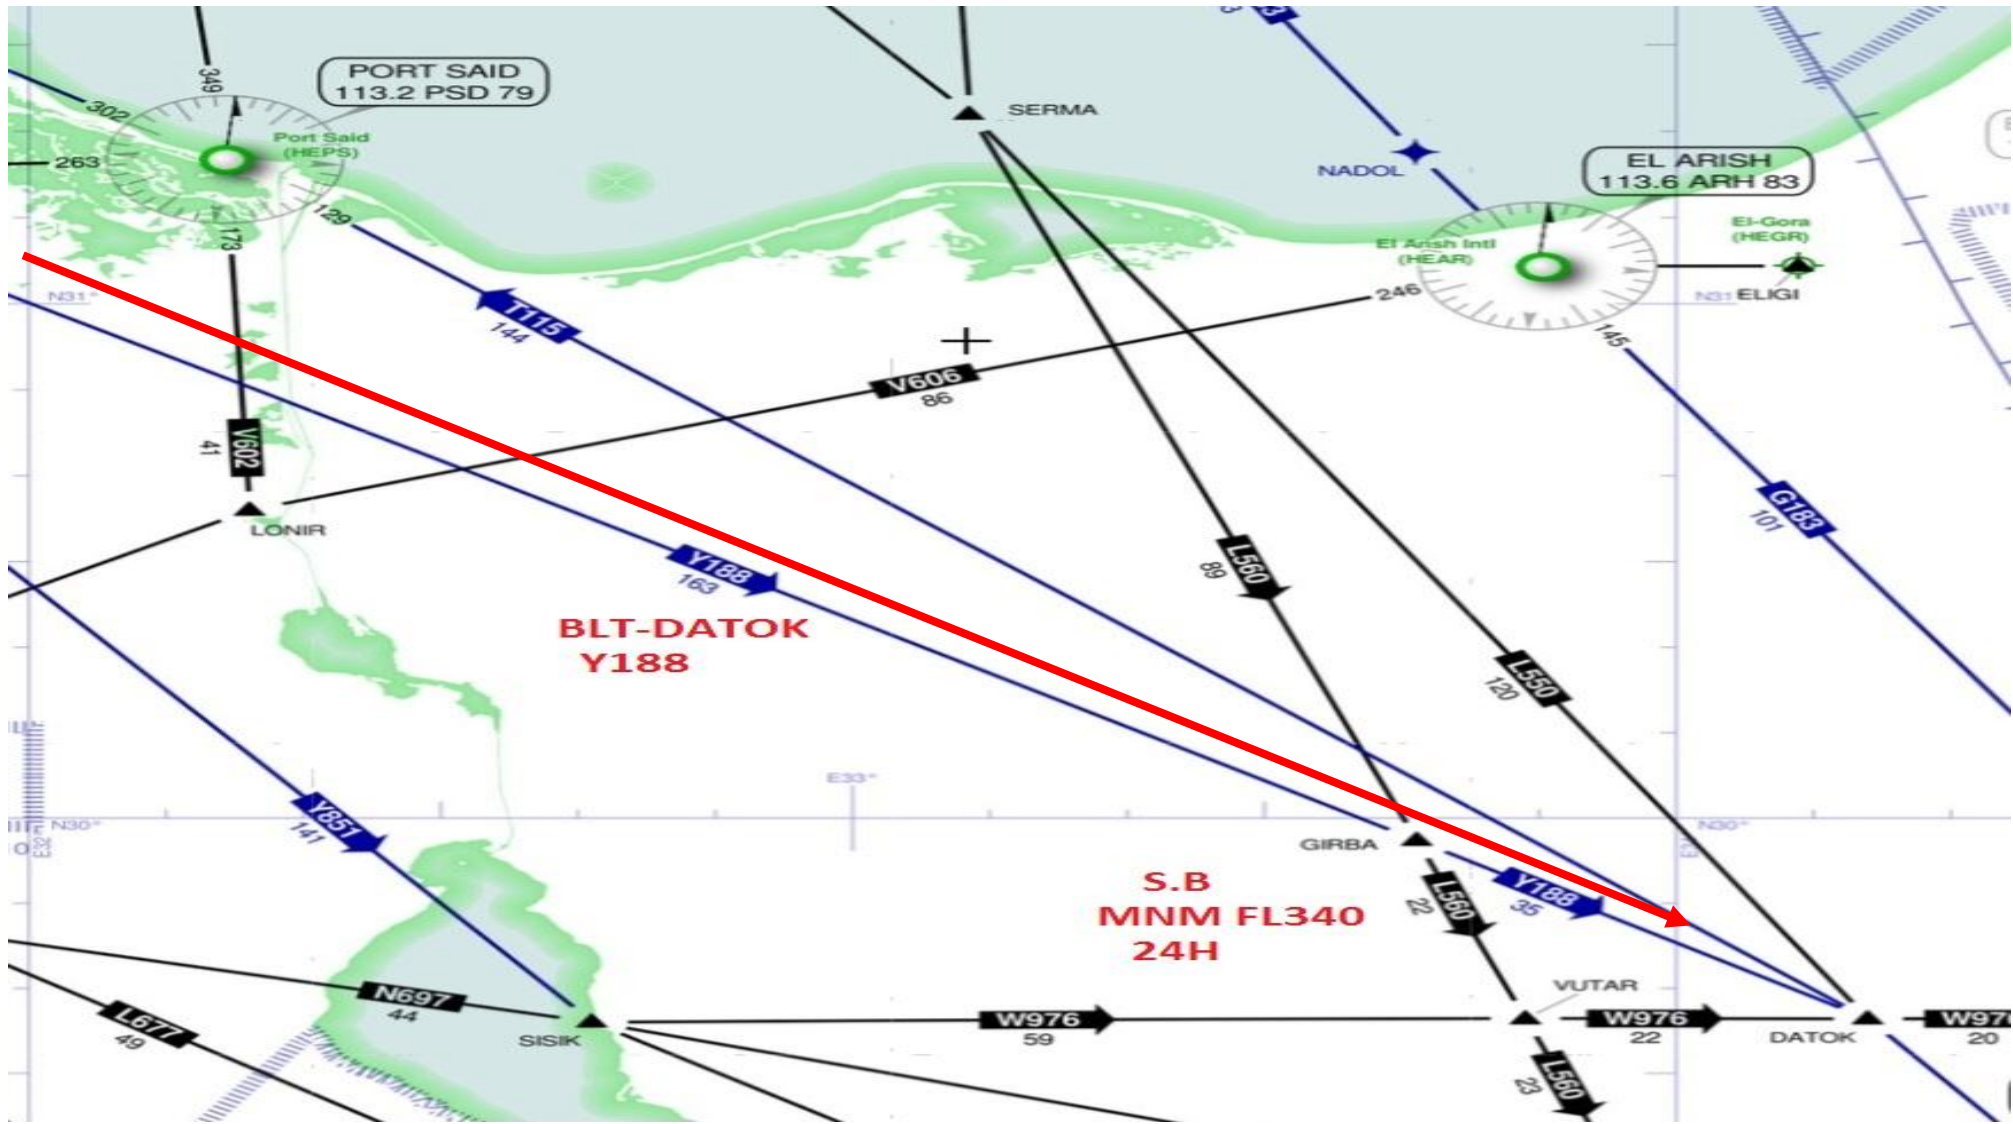 PORT SAID
113.2 PSD 79
349
302
263
Port Said
(HEPS)
129
173
SERMA
NADOL
EL ARISH
113.6 ARH 83
El-Gora
(HEGR)
El Arish Intl
(HEAR)
ELIGI
N31°
N31
246
145
T115
144
V606
86
V602
41
LONIR
G183
101
L560
89
Y188
163
BLT-DATOK
Y188
L550
120
E33°
Y851
141
N30°
N30°
E32°
GIRBA
S.B
MNM FL340
24H
Y188
35
L560
22
VUTAR
N697
44
L677
49
SISIK
W976
59
W976
22
DATOK
W97
20
L560
23